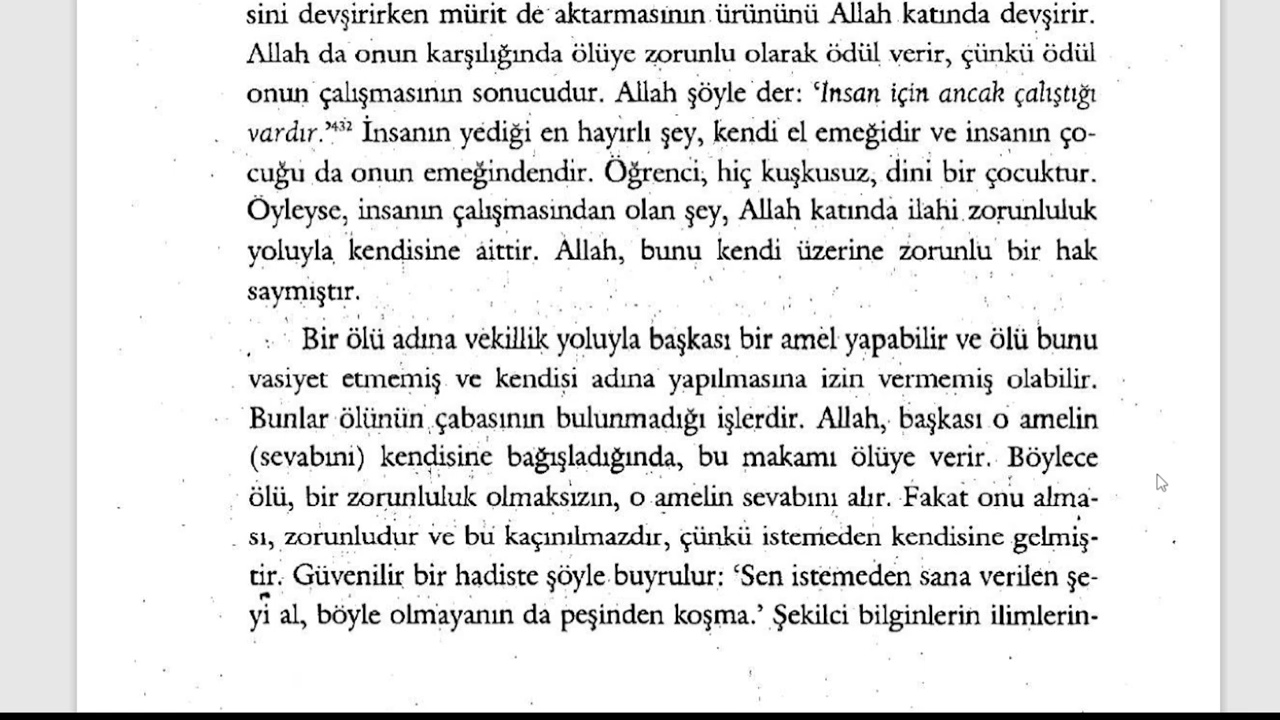 sini devşirirken mürit de aktarmasının ürününü Allah katında devşirir.
Allah da onun karşılığında ölüye zorunlu olarak ödül verir, çünkü ödül
onun çalışmasının sonucudur. Allah şöyle der: ‘İnsan için ancak çalıştığı
vardır.’⁴³² İnsanın yediği en hayırlı şey, kendi el emeğidir ve insanın ço-
cuğu da onun emeğindendir. Öğrenci, hiç kuşkusuz, dini bir çocuktur.
Öyleyse, insanın çalışmasından olan şey, Allah katında ilahi zorunluluk
yoluyla kendisine aittir. Allah, bunu kendi üzerine zorunlu bir hak
saymıştır.
Bir ölü adına vekillik yoluyla başkası bir amel yapabilir ve ölü bunu
vasiyet etmemiş ve kendisi adına yapılmasına izin vermemiş olabilir.
Bunlar ölünün çabasının bulunmadığı işlerdir. Allah, başkası o amelin
(sevabını) kendisine bağışladığında, bu makamı ölüye verir. Böylece
ölü, bir zorunluluk olmaksızın, o amelin sevabını alır. Fakat onu alma-
sı, zorunludur ve bu kaçınılmazdır, çünkü istemeden kendisine gelmiş-
tir. Güvenilir bir hadiste şöyle buyrulur: ‘Sen istemeden sana verilen şe-
yi al, böyle olmayanın da peşinden koşma.’ Şekilci bilginlerin ilimlerin-